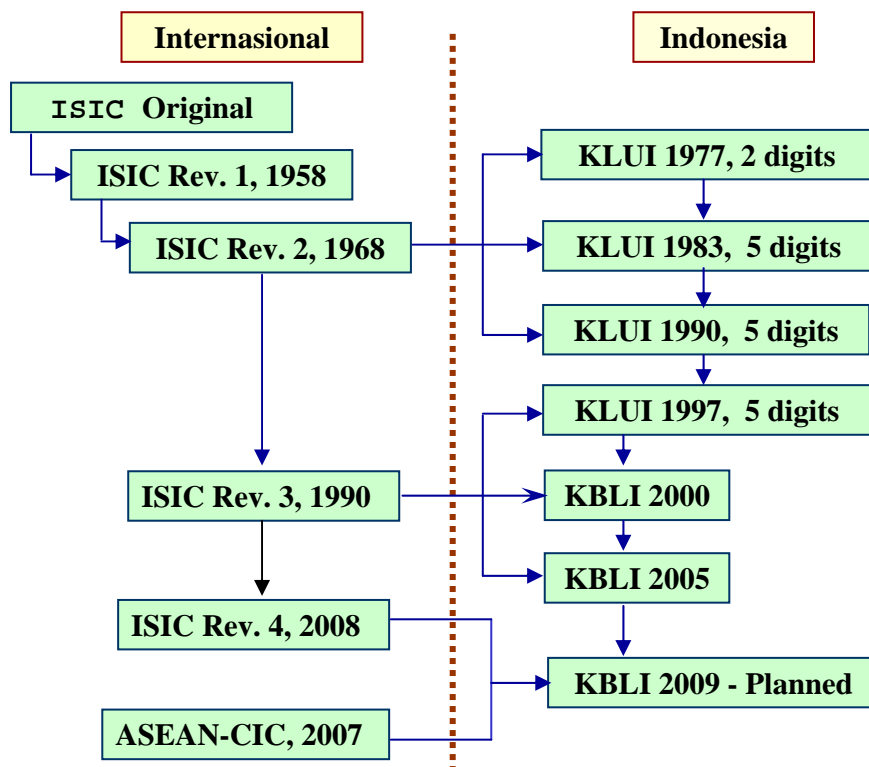 Internasional
Indonesia
ISIC Original
ISIC Rev. 1, 1958
ISIC Rev. 2, 1968
ISIC Rev. 3, 1990
ISIC Rev. 4, 2008
ASEAN-CIC, 2007
KLUI 1977, 2 digits
KLUI 1983, 5 digits
KLUI 1990, 5 digits
KLUI 1997, 5 digits
KBLI 2000
KBLI 2005
KBLI 2009 - Planned